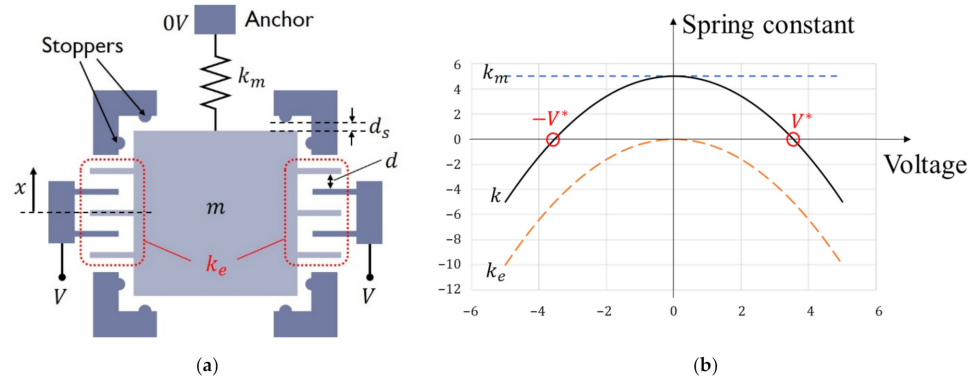 0V Anchor
Stoppers
k_m
d_s
d
x
m
k_e
V
V
(a)
Spring constant
6
4
2
0
−2
−4
−6
−8
−10
−12
k_m
−V*
V*
Voltage
k
k_e
−6 −4 −2 0 2 4 6
(b)